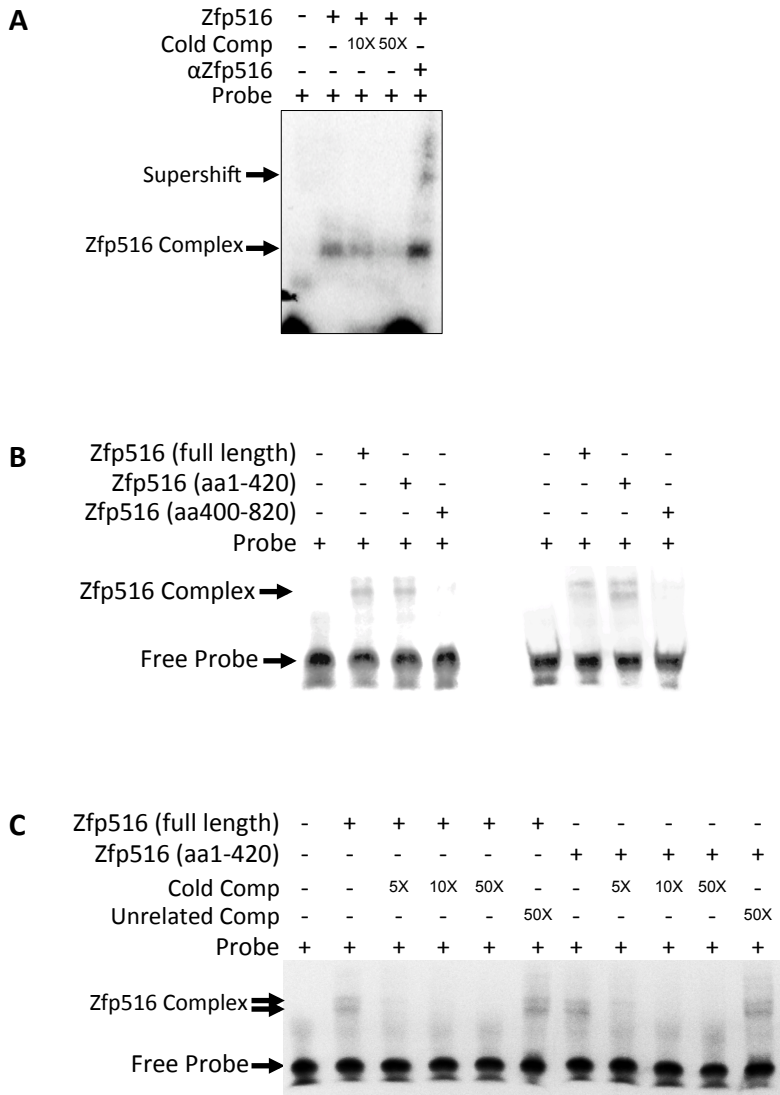 A
Zfp516 - + + + +
Cold Comp - - 10X 50X -
αZfp516 - - - - +
Probe + + + + +
Supershift
Zfp516 Complex
B
Zfp516 (full length) - + - - - + - -
Zfp516 (aa1-420) - - + - - - + -
Zfp516 (aa400-820) - - - + - - - +
Probe + + + + + + + +
Zfp516 Complex
Free Probe
C
Zfp516 (full length) - + + + + + - - - - -
Zfp516 (aa1-420) - - - - - - + + + + +
Cold Comp - - 5X 10X 50X - - 5X 10X 50X -
Unrelated Comp - - - - - 50X - - - - 50X
Probe + + + + + + + + + + +
Zfp516 Complex
Free Probe